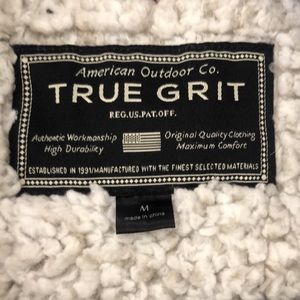 American Outdoor Co.
TRUE GRIT
REG.US.PAT.OFF.
Authentic Workmanship
High Durability
Original Quality Clothing
Maximum Comfort
ESTABLISHED IN 1991/MANUFACTURED WITH THE FINEST SELECTED MATERIALS
M
made in china